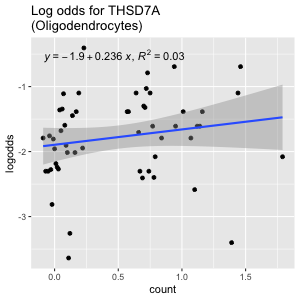 Log odds for THSD7A
(Oligodendrocytes)
y = −1.9 + 0.236 x, R² = 0.03
-1
-2
-3
logodds
0.0 0.5 1.0 1.5
count